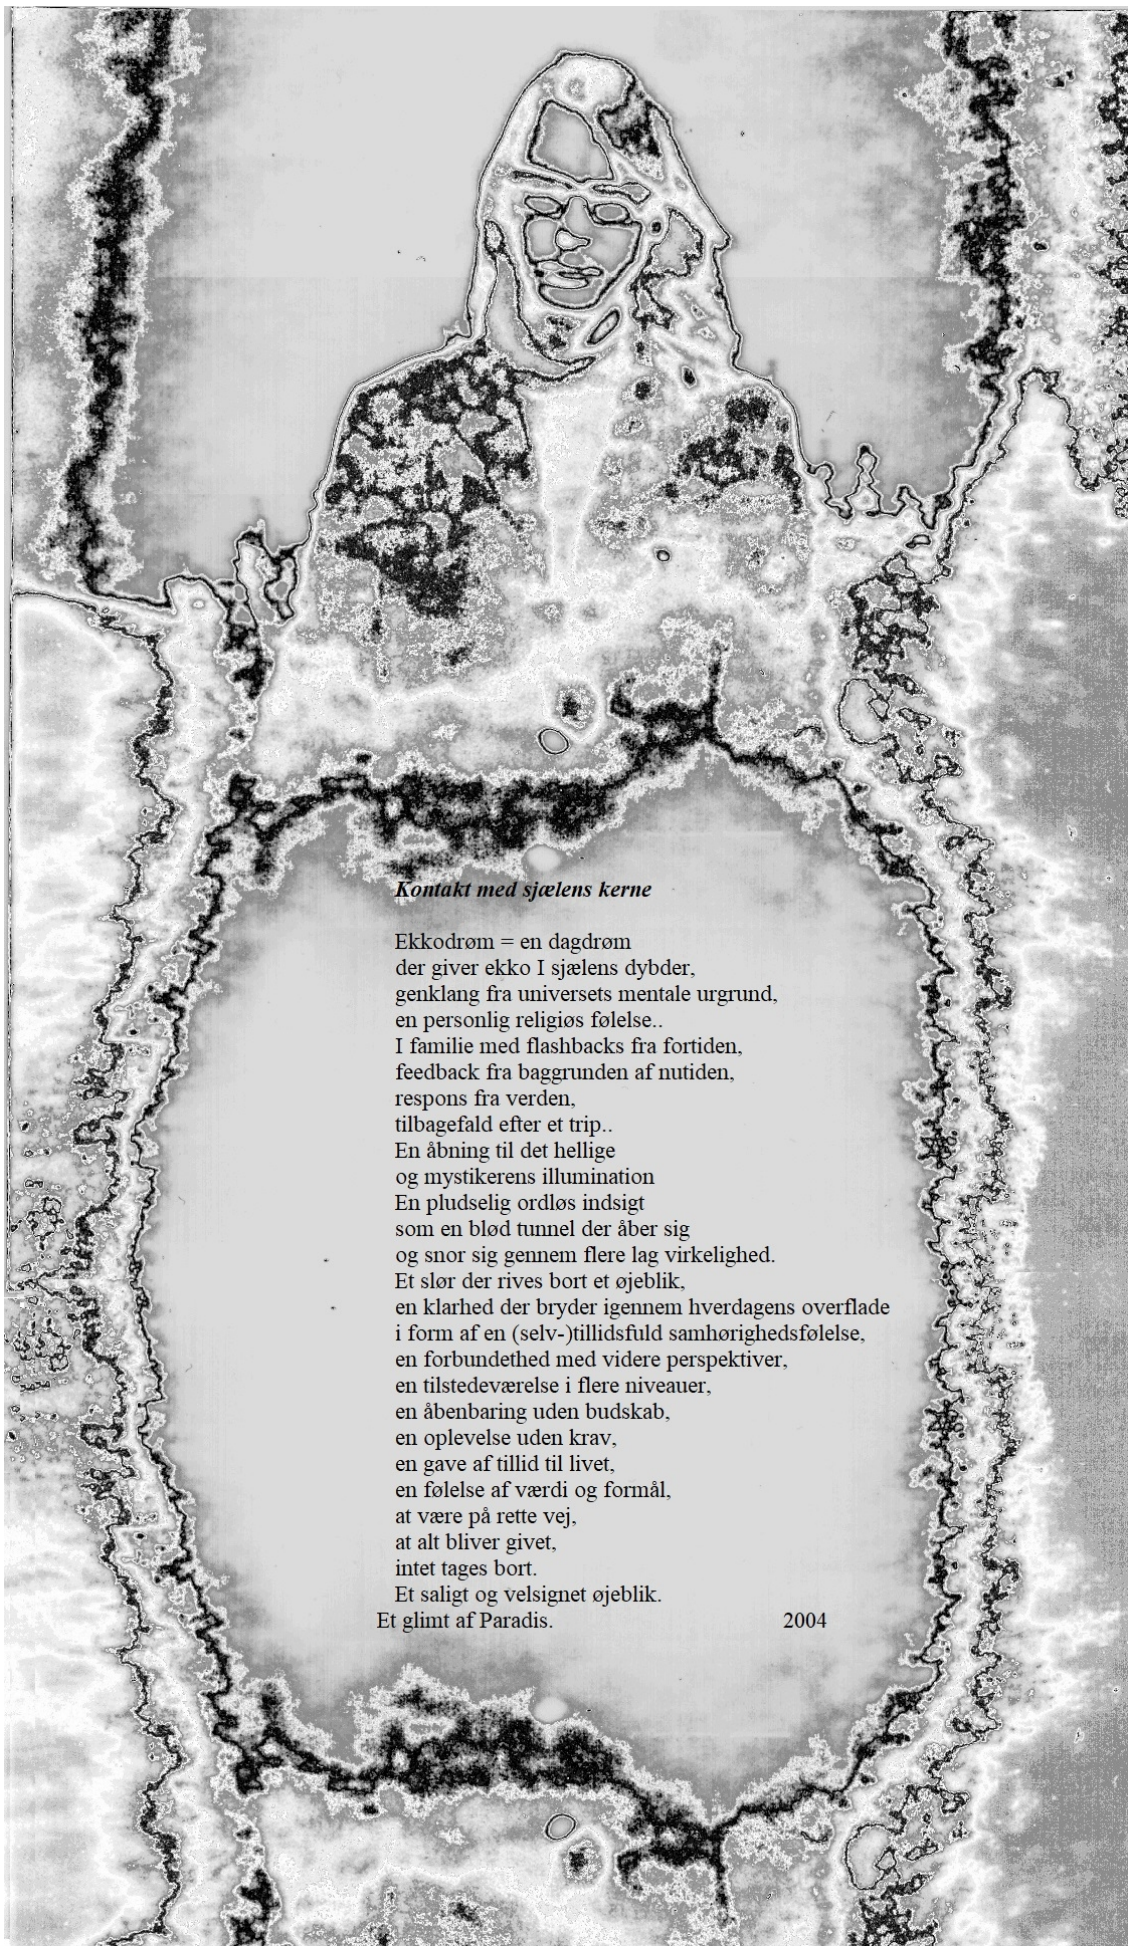 Kontakt med sjælens kerne
Ekkodrøm = en dagdrøm
der giver ekko I sjælens dybder,
genklang fra universets mentale urgrund,
en personlig religiøs følelse..
I familie med flashbacks fra fortiden,
feedback fra baggrunden af nutiden,
respons fra verden,
tilbagefald efter et trip..
En åbning til det hellige
og mystikerens illumination
En pludselig ordløs indsigt
som en blød tunnel der åber sig
og snor sig gennem flere lag virkelighed.
Et slør der rives bort et øjeblik,
en klarhed der bryder igennem hverdagens overflade
i form af en (selv-)tillidsfuld samhørighedsfølelse,
en forbundethed med videre perspektiver,
en tilstedeværelse i flere niveauer,
en åbenbaring uden budskab,
en oplevelse uden krav,
en gave af tillid til livet,
en følelse af værdi og formål,
at være på rette vej,
at alt bliver givet,
intet tages bort.
Et saligt og velsignet øjeblik.
Et glimt af Paradis. 2004